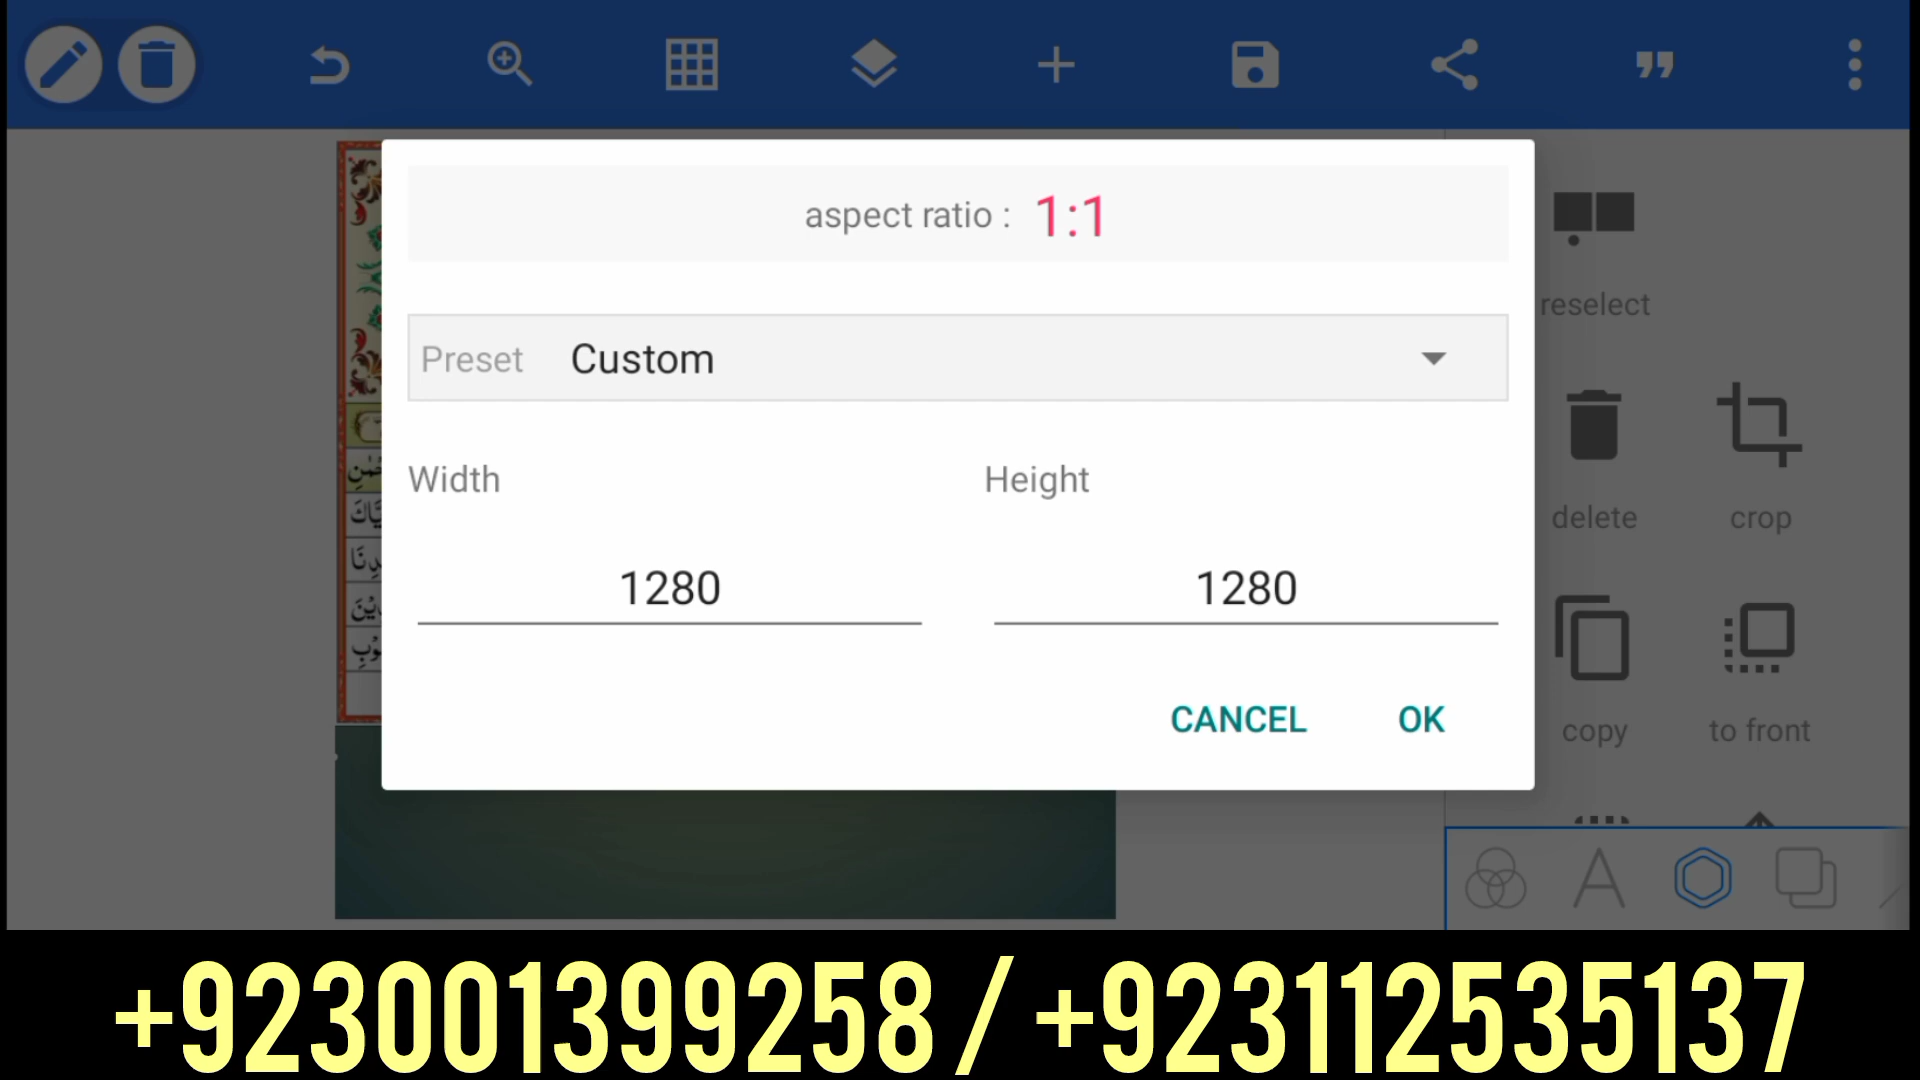 aspect ratio : 1:1
Preset Custom
Width Height
1280 1280
CANCEL OK
reselect
delete crop
copy to front
+923001399258 / +923112535137